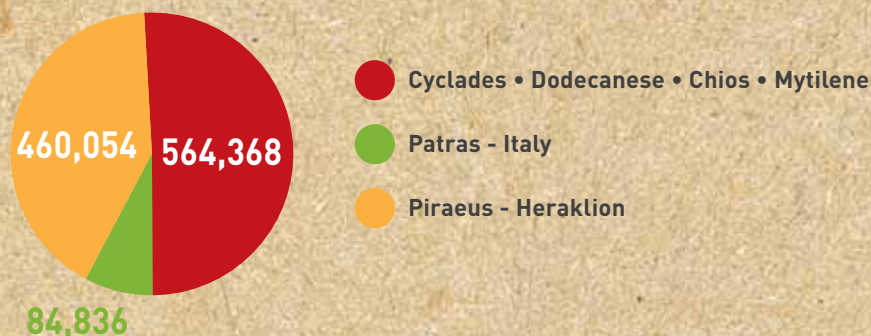 460,054
564,368
84,836
Cyclades • Dodecanese • Chios • Mytilene
Patras - Italy
Piraeus - Heraklion